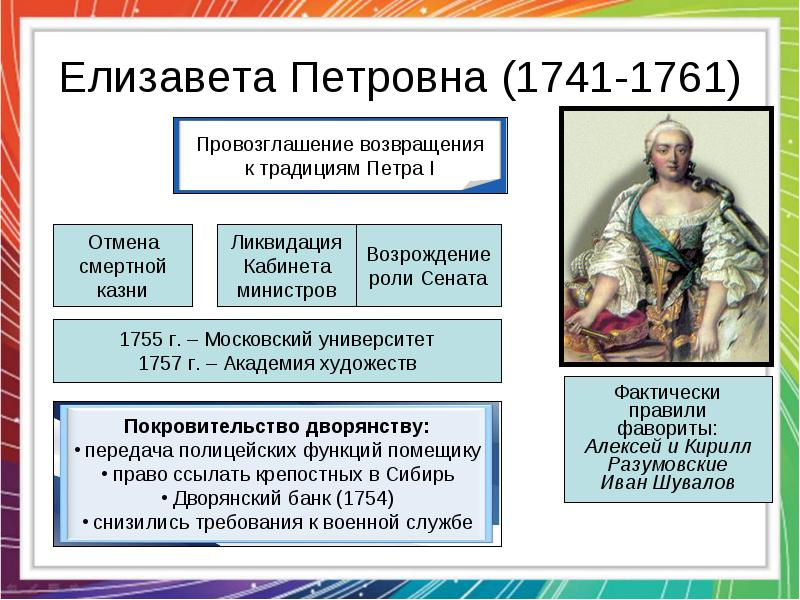 Елизавета Петровна (1741-1761)
Провозглашение возвращения
к традициям Петра I
Отмена
смертной
казни
Ликвидация
Кабинета
министров
Возрождение
роли Сената
1755 г. – Московский университет
1757 г. – Академия художеств
Покровительство дворянству:
• передача полицейских функций помещику
• право ссылать крепостных в Сибирь
• Дворянский банк (1754)
• снизились требования к военной службе
Фактически
правили
фавориты:
Алексей и Кирилл
Разумовские
Иван Шувалов